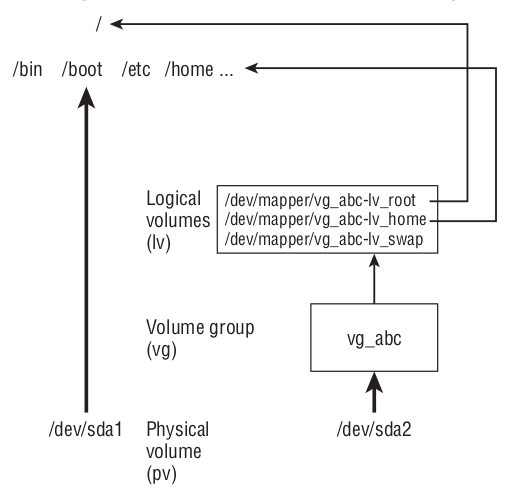 /
/bin /boot /etc /home ...
Logical
volumes
(lv)
/dev/mapper/vg_abc-lv_root
/dev/mapper/vg_abc-lv_home
/dev/mapper/vg_abc-lv_swap
Volume group
(vg)
vg_abc
/dev/sda1
Physical
volume
(pv)
/dev/sda2